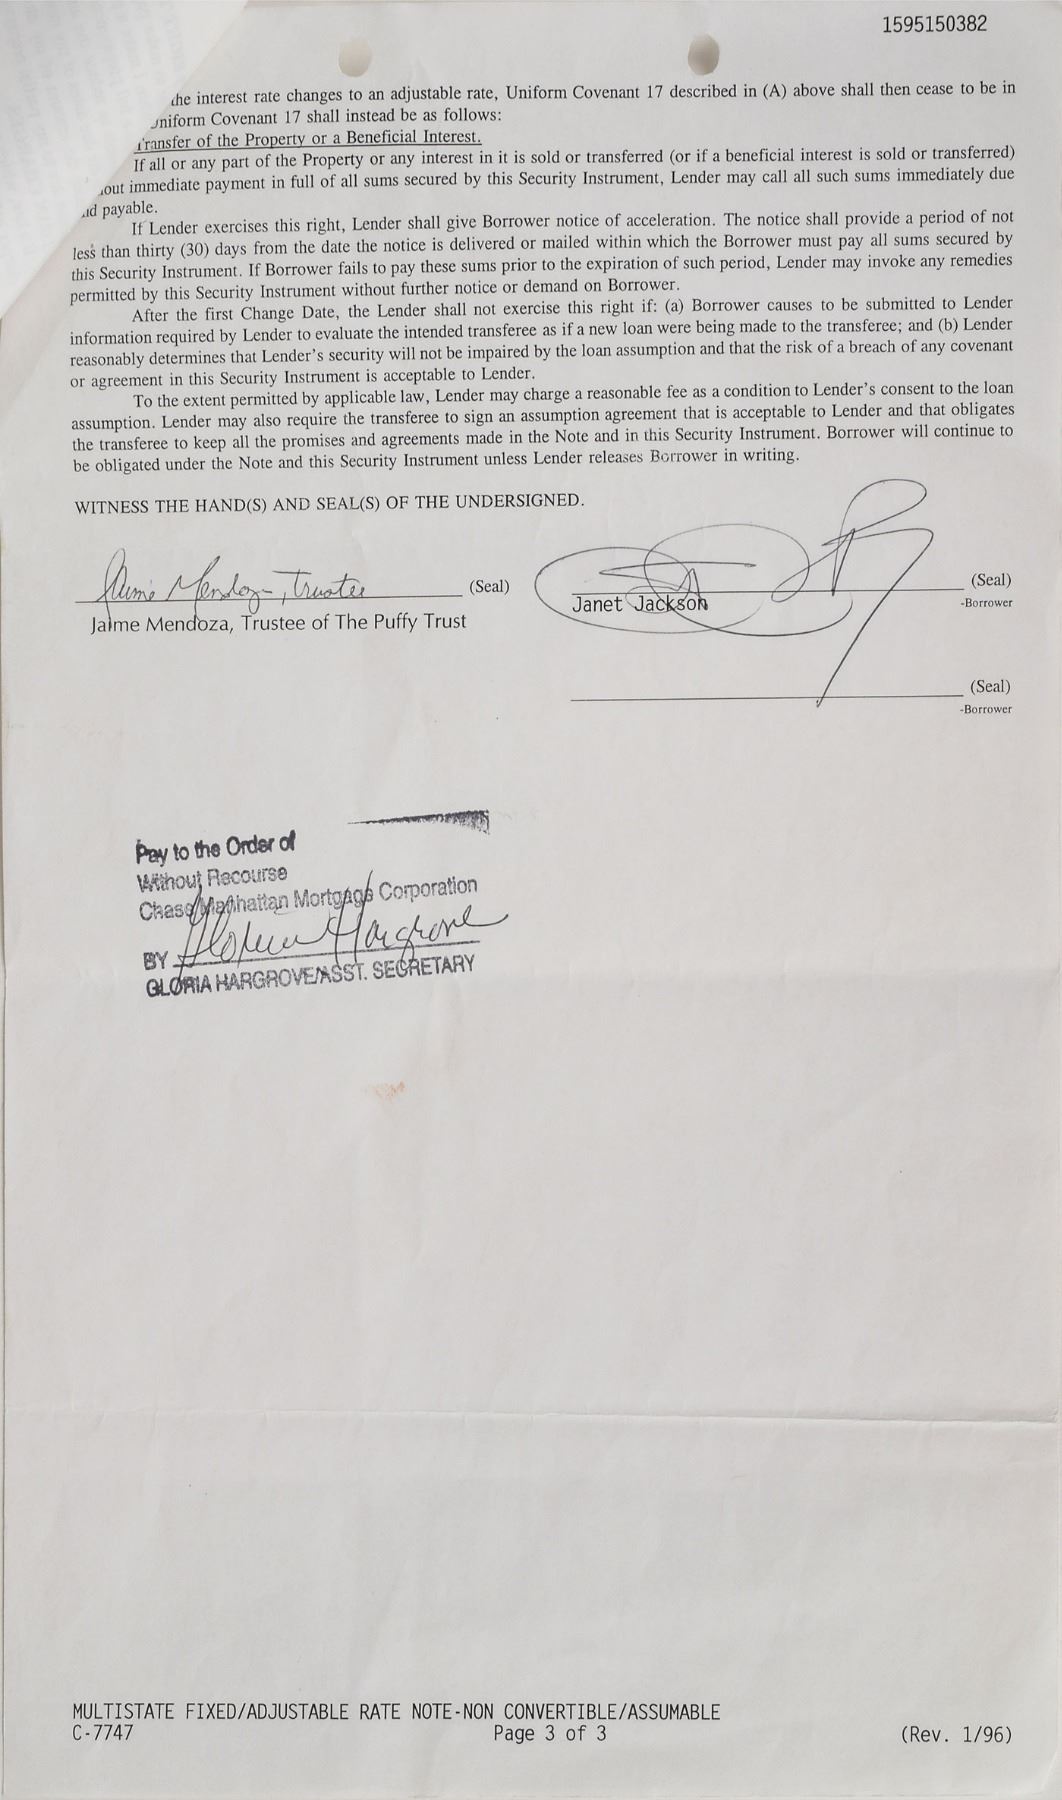 1595150382
the interest rate changes to an adjustable rate, Uniform Covenant 17 described in (A) above shall then cease to be in
Uniform Covenant 17 shall instead be as follows:
Transfer of the Property or a Beneficial Interest.
If all or any part of the Property or any interest in it is sold or transferred (or if a beneficial interest is sold or transferred)
out immediate payment in full of all sums secured by this Security Instrument, Lender may call all such sums immediately due
payable.
If Lender exercises this right, Lender shall give Borrower notice of acceleration. The notice shall provide a period of not
less than thirty (30) days from the date the notice is delivered or mailed within which the Borrower must pay all sums secured by
this Security Instrument. If Borrower fails to pay these sums prior to the expiration of such period, Lender may invoke any remedies
permitted by this Security Instrument without further notice or demand on Borrower.
After the first Change Date, the Lender shall not exercise this right if: (a) Borrower causes to be submitted to Lender
information required by Lender to evaluate the intended transferee as if a new loan were being made to the transferee; and (b) Lender
reasonably determines that Lender's security will not be impaired by the loan assumption and that the risk of a breach of any covenant
or agreement in this Security Instrument is acceptable to Lender.
To the extent permitted by applicable law, Lender may charge a reasonable fee as a condition to Lender's consent to the loan
assumption. Lender may also require the transferee to sign an assumption agreement that is acceptable to Lender and that obligates
the transferee to keep all the promises and agreements made in the Note and in this Security Instrument. Borrower will continue to
be obligated under the Note and this Security Instrument unless Lender releases Borrower in writing.
WITNESS THE HAND(S) AND SEAL(S) OF THE UNDERSIGNED.
Jaime Mendoza, Trustee (Seal)
Jaime Mendoza, Trustee of The Puffy Trust
(Seal)
Janet Jackson -Borrower
(Seal)
-Borrower
Pay to the Order of
Without Recourse
Chase Manhattan Mortgage Corporation
BY Gloria Hargrove
GLORIA HARGROVE/ASST. SECRETARY
MULTISTATE FIXED/ADJUSTABLE RATE NOTE-NON CONVERTIBLE/ASSUMABLE
C-7747 Page 3 of 3 (Rev. 1/96)